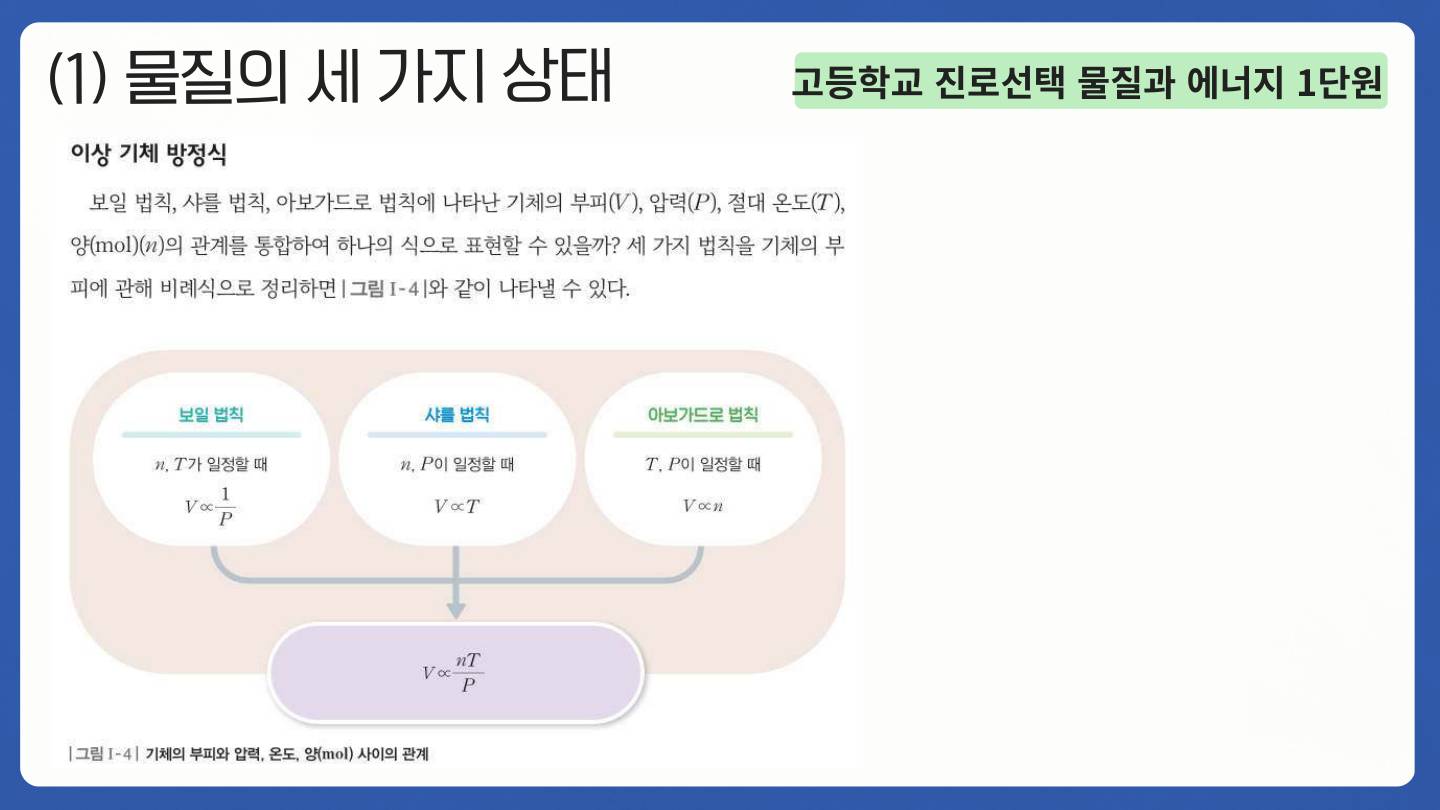 (1) 물질의 세 가지 상태
고등학교 진로선택 물질과 에너지 1단원
이상 기체 방정식
보일 법칙, 샤를 법칙, 아보가드로 법칙에 나타난 기체의 부피(V), 압력(P), 절대 온도(T),
양(mol)(n)의 관계를 통합하여 하나의 식으로 표현할 수 있을까? 세 가지 법칙을 기체의 부
피에 관해 비례식으로 정리하면 |그림 I-4|와 같이 나타낼 수 있다.
보일 법칙
n, T가 일정할 때
V∝1/P
샤를 법칙
n, P이 일정할 때
V∝T
아보가드로 법칙
T, P이 일정할 때
V∝n
V∝nT/P
|그림 I-4| 기체의 부피와 압력, 온도, 양(mol) 사이의 관계